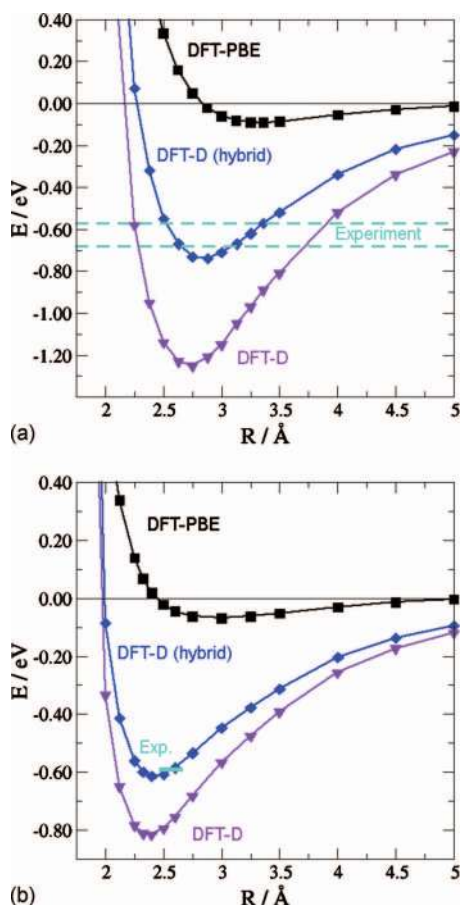 0.40
DFT-PBE
0.20
0.00
-0.20
DFT-D (hybrid)
-0.40
E / eV
-0.60
Experiment
-0.80
-1.00
-1.20
DFT-D
2 2.5 3 3.5 4 4.5 5
(a)
R / Å
0.40
DFT-PBE
0.20
0.00
DFT-D (hybrid)
-0.20
E / eV
-0.40
Exp.
-0.60
-0.80
DFT-D
2 2.5 3 3.5 4 4.5 5
(b)
R / Å